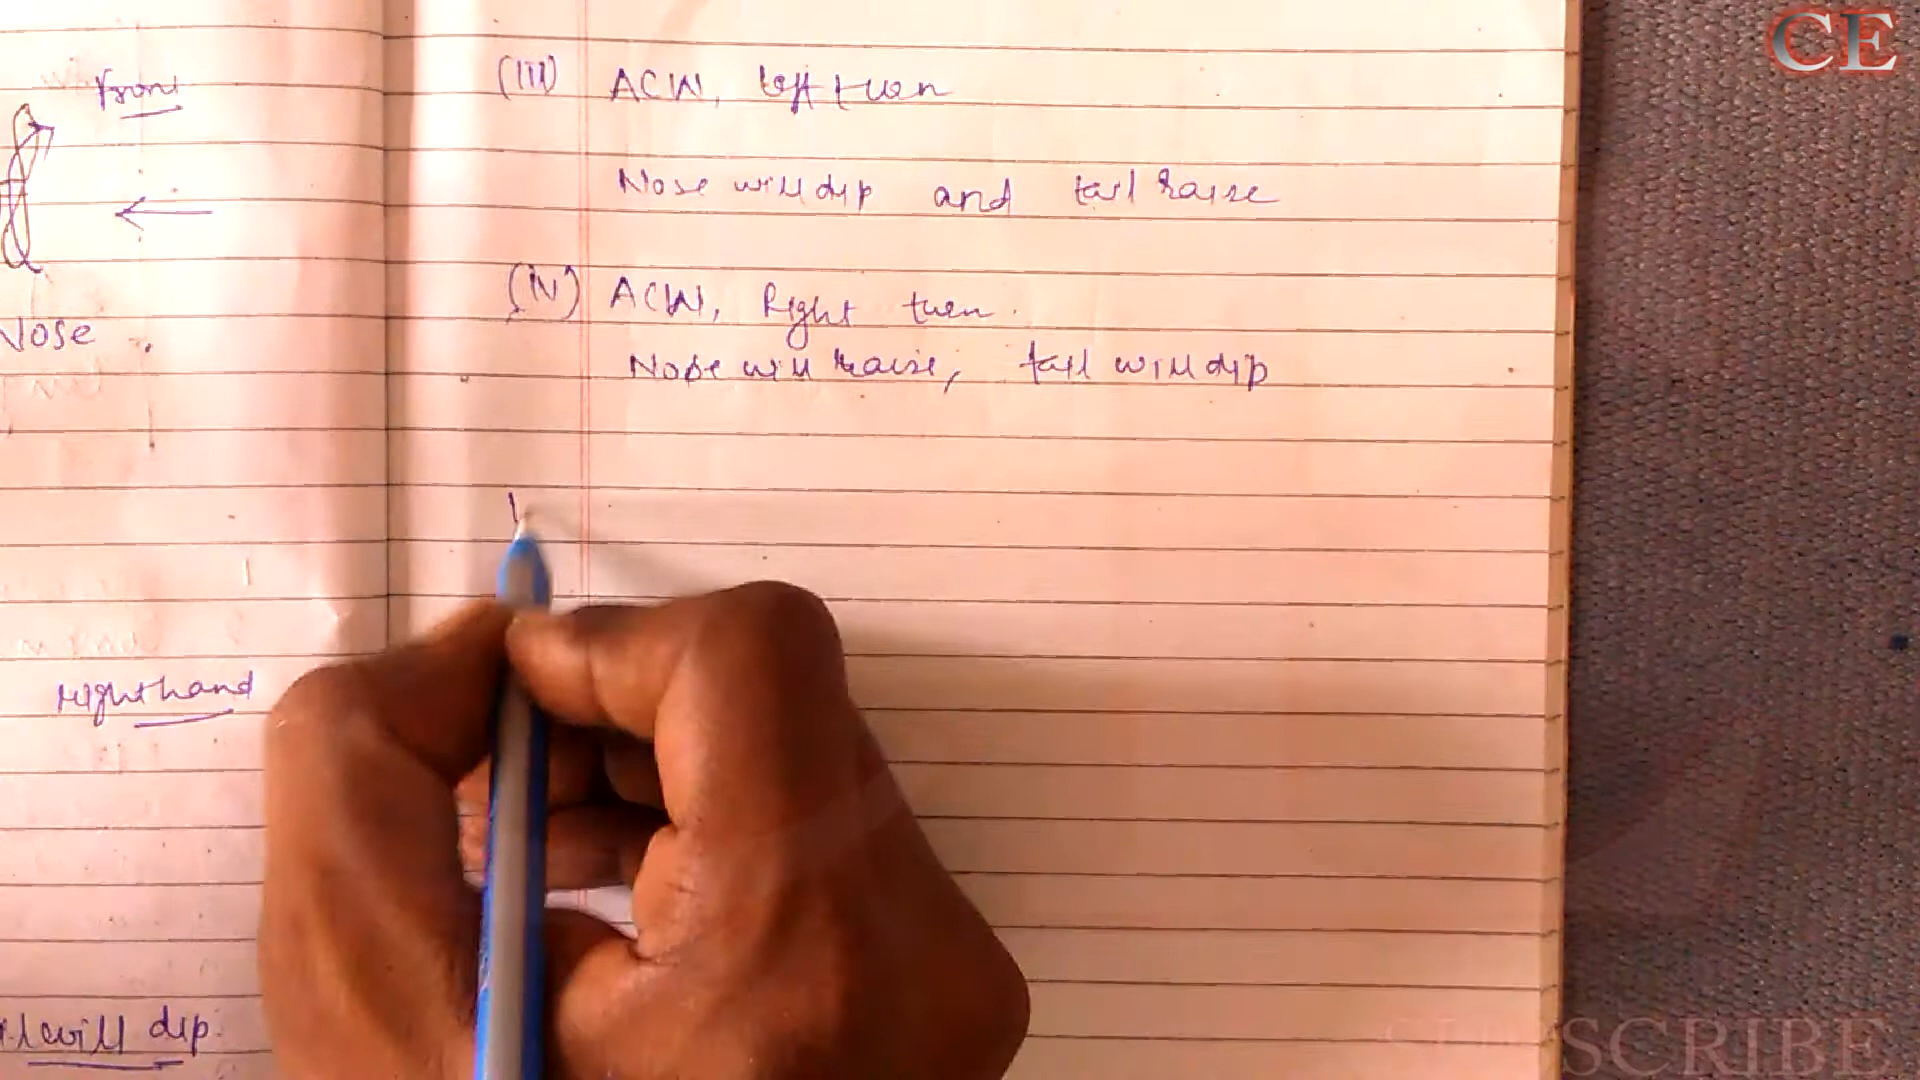 CE
Front
(III) ACW, left turn
Nose will dip and tail raise
(IV) ACW, Right turn.
Nose will raise, tail will dip
Nose
Righthand
will dip.
SUBSCRIBE